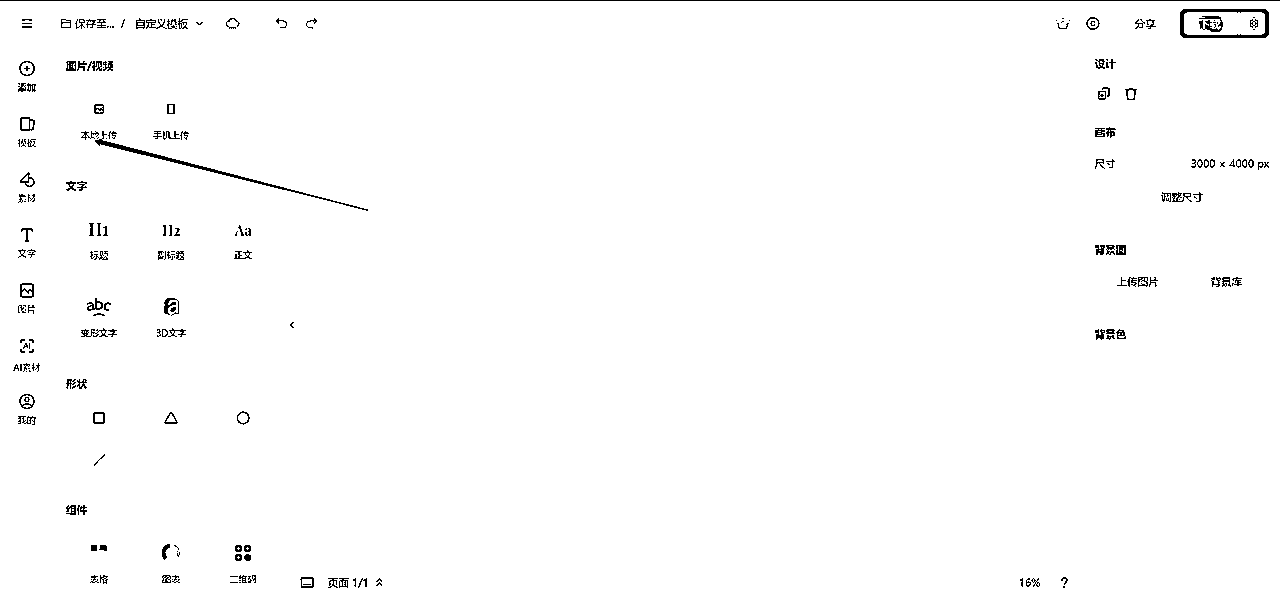 保存至... / 自定义模板
分享
下载
添加
模板
素材
文字
图片
AI素材
我的
图片/视频
本地上传 手机上传
文字
H1 H2 Aa
标题 副标题 正文
abc a
变形文字 3D文字
形状
组件
表格 图表 二维码
页面 1/1
16% ?
设计
画布
尺寸 3000 × 4000 px
调整尺寸
背景图
上传图片 背景库
背景色